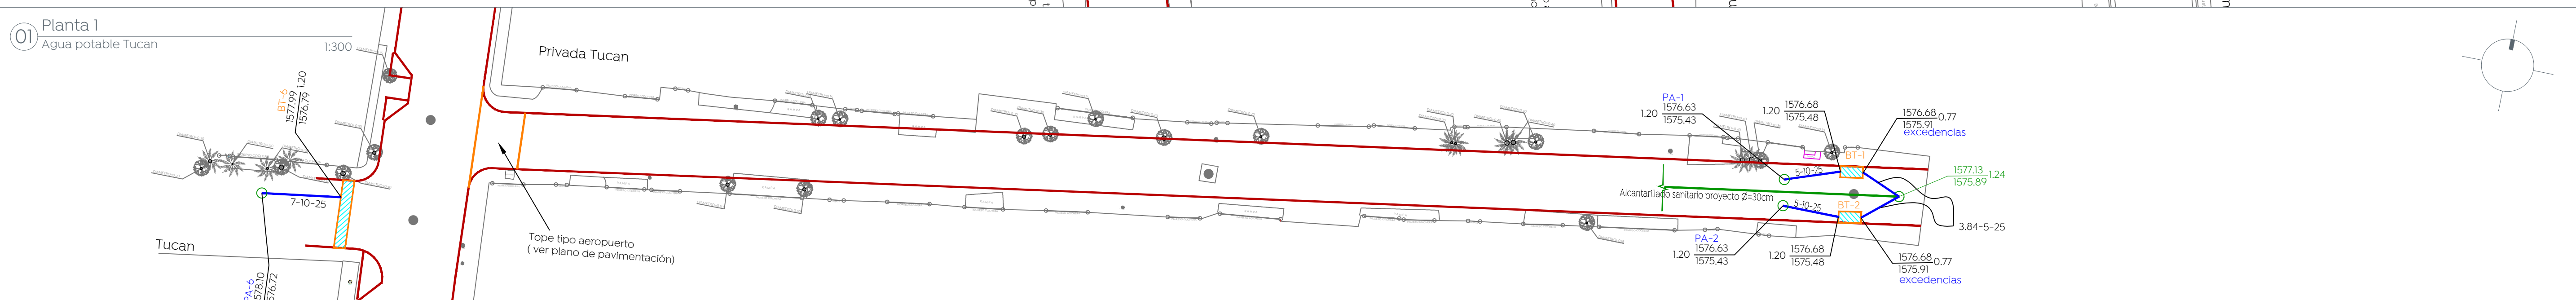 01
Planta 1
Agua potable Tucan
1:300
Privada Tucan
BT-6
1577.99
1576.79
1.20
7-10-25
Tucan
PA-6
Tope tipo aeropuerto
( ver plano de pavimentación)
PA-1
1576.63
1.20
1575.43
1576.68
1.20
1575.48
1576.68
0.77
1575.91
excedencias
BT-1
5-10-25
1577.13
1.24
1575.89
Alcantarillado sanitario proyecto Ø=30cm
5-10-25
BT-2
3.84-5-25
PA-2
1576.63
1.20
1575.43
1576.68
1.20
1575.48
1576.68
0.77
1575.91
excedencias